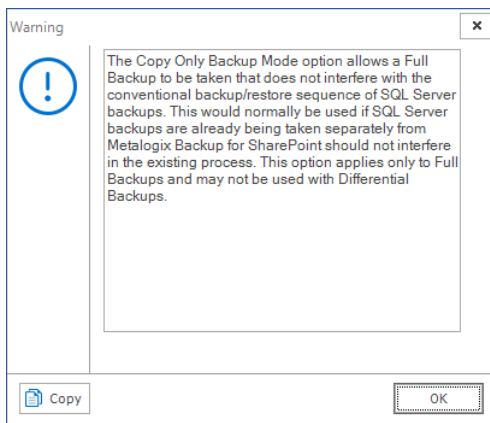 Warning
The Copy Only Backup Mode option allows a Full
Backup to be taken that does not interfere with the
conventional backup/restore sequence of SQL Server
backups. This would normally be used if SQL Server
backups are already being taken separately from
Metalogix Backup for SharePoint should not interfere
in the existing process. This option applies only to Full
Backups and may not be used with Differential
Backups.
Copy
OK